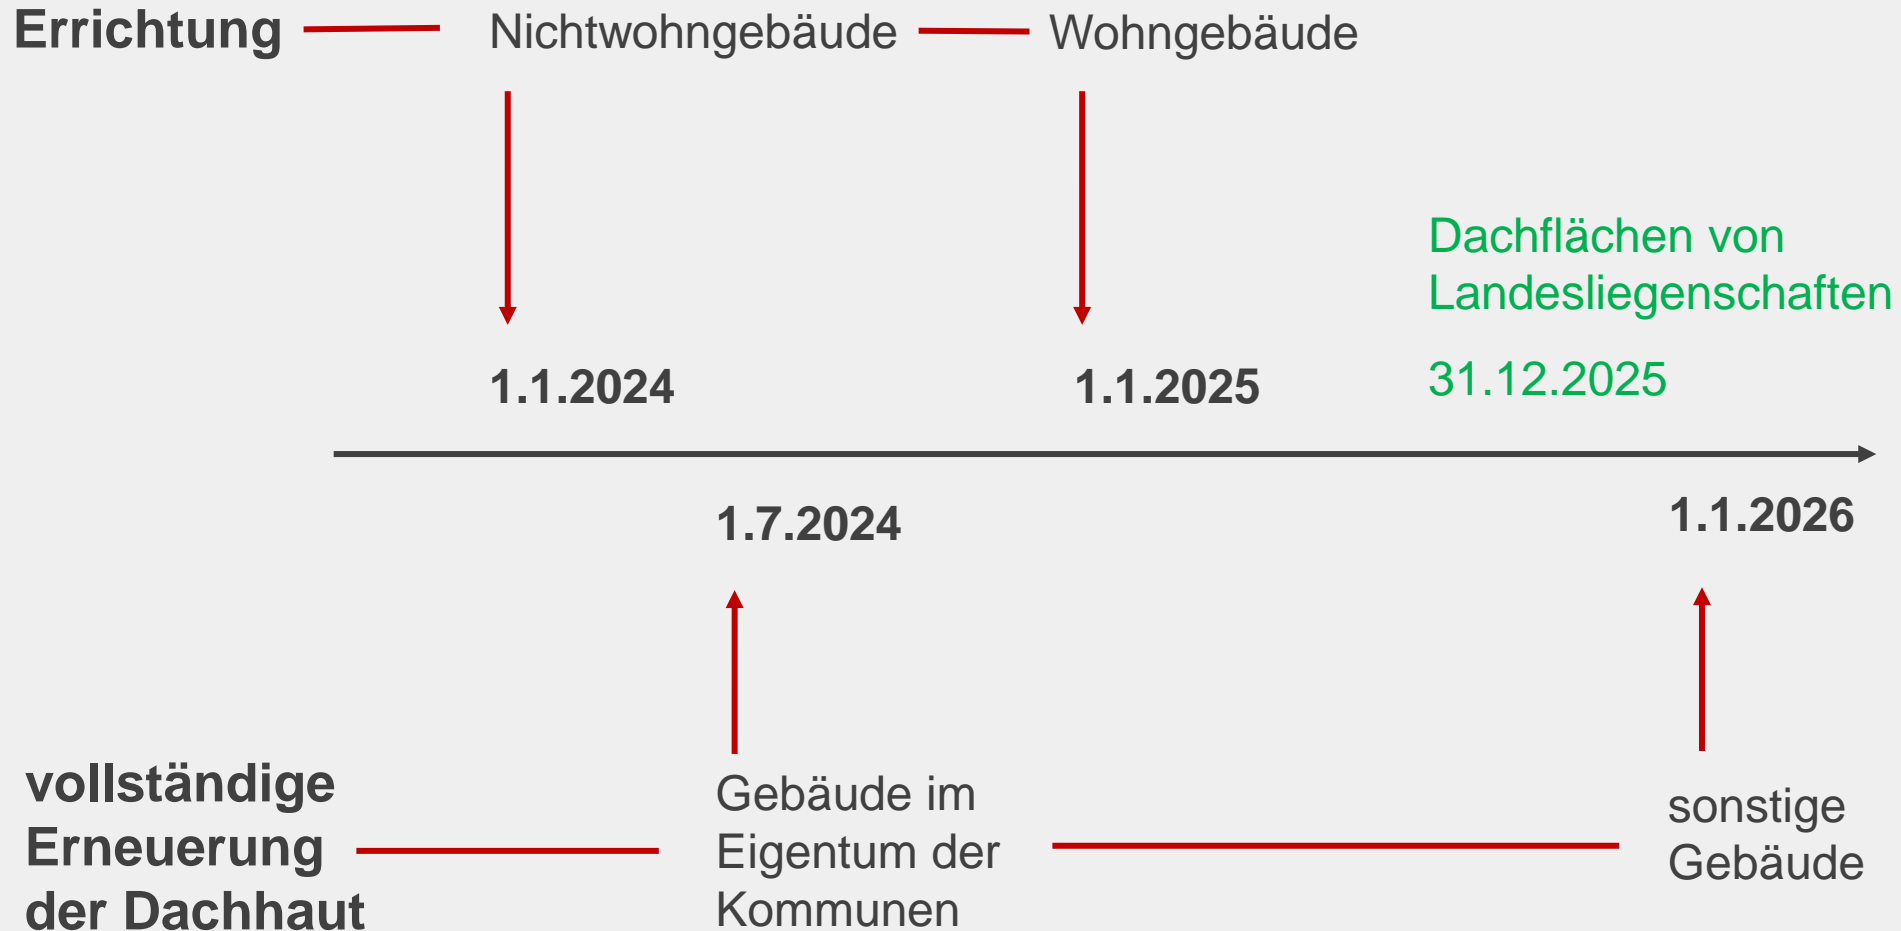 Errichtung
Nichtwohngebäude
Wohngebäude
Dachflächen von
Landesliegenschaften
31.12.2025
1.1.2024
1.1.2025
1.7.2024
1.1.2026
vollständige
Erneuerung
der Dachhaut
Gebäude im
Eigentum der
Kommunen
sonstige
Gebäude